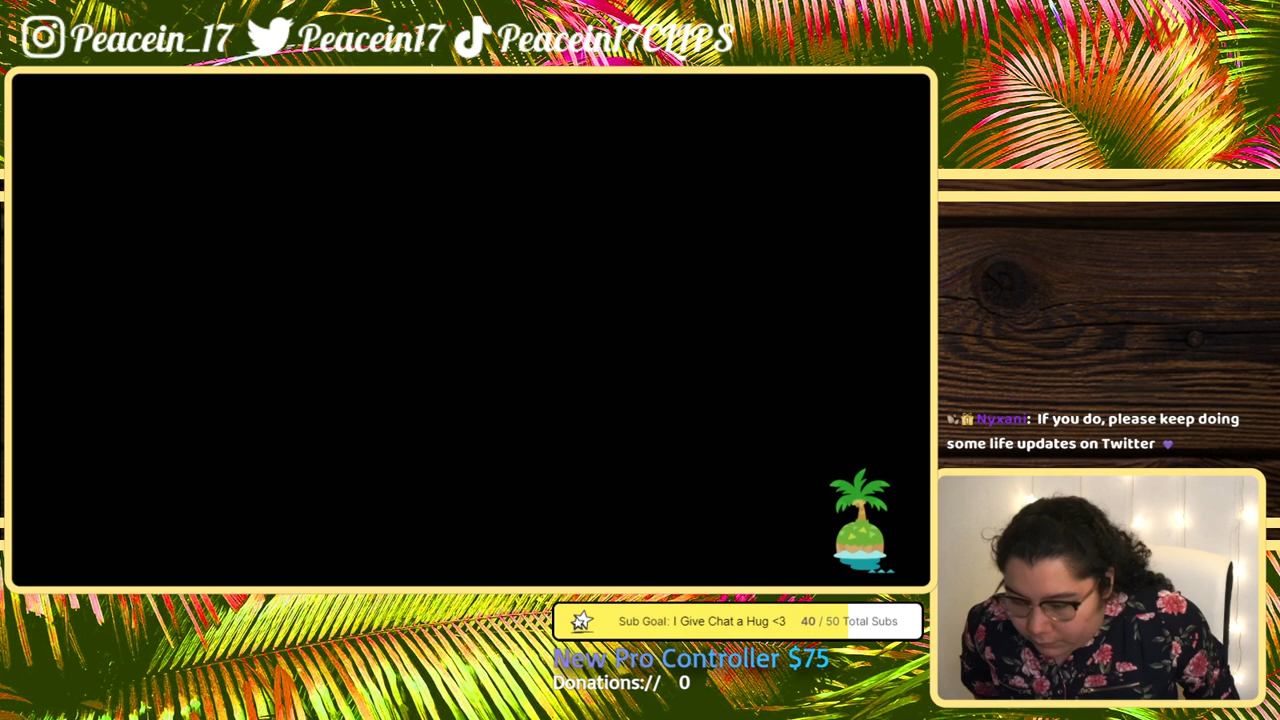 Peacein_17 Peacein17 Peacein17CliPS
Nyxani: If you do, please keep doing
some life updates on Twitter
Sub Goal: I Give Chat a Hug <3 40 / 50 Total Subs
New Pro Controller $75
Donations:// 0